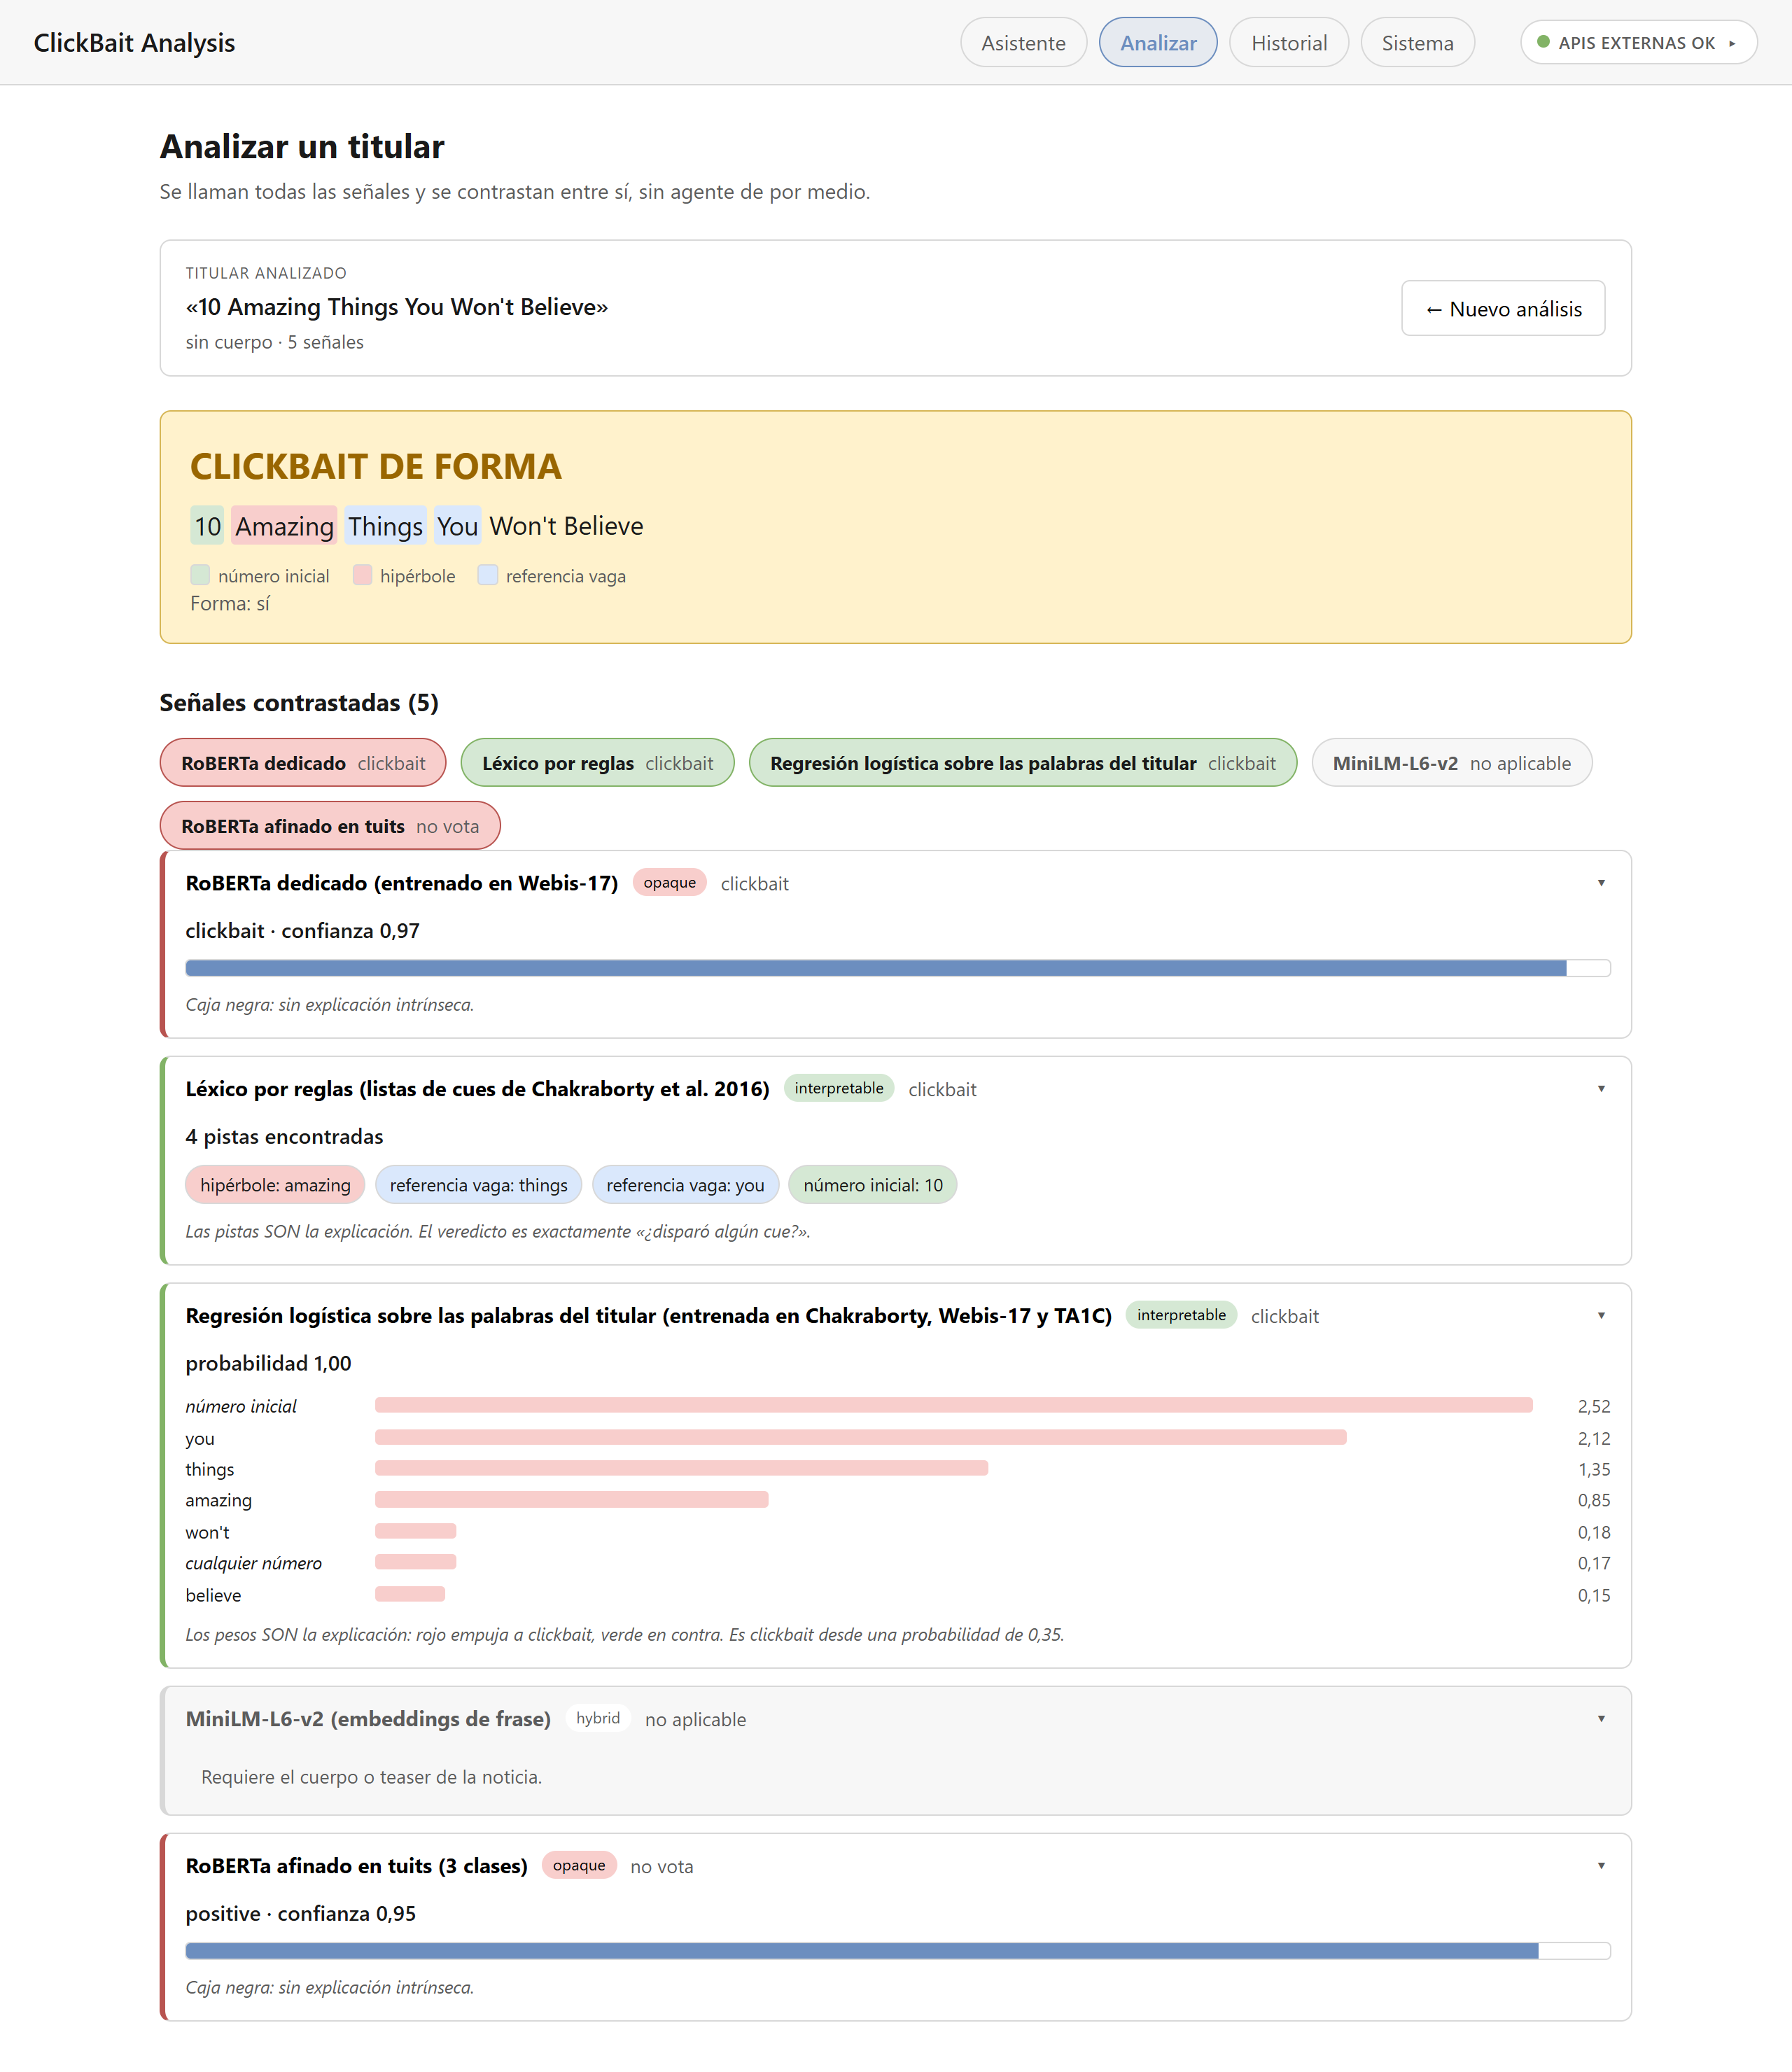 ClickBait Analysis
Asistente
Analizar
Historial
Sistema
APIS EXTERNAS OK ▸
Analizar un titular
Se llaman todas las señales y se contrastan entre sí, sin agente de por medio.
TITULAR ANALIZADO
«10 Amazing Things You Won't Believe»
sin cuerpo · 5 señales
← Nuevo análisis
CLICKBAIT DE FORMA
10 Amazing Things You Won't Believe
número inicial hipérbole referencia vaga
Forma: sí
Señales contrastadas (5)
RoBERTa dedicado clickbait
Léxico por reglas clickbait
Regresión logística sobre las palabras del titular clickbait
MiniLM-L6-v2 no aplicable
RoBERTa afinado en tuits no vota
RoBERTa dedicado (entrenado en Webis-17) opaque clickbait ▾
clickbait · confianza 0,97
Caja negra: sin explicación intrínseca.
Léxico por reglas (listas de cues de Chakraborty et al. 2016) interpretable clickbait ▾
4 pistas encontradas
hipérbole: amazing
referencia vaga: things
referencia vaga: you
número inicial: 10
Las pistas SON la explicación. El veredicto es exactamente «¿disparó algún cue?».
Regresión logística sobre las palabras del titular (entrenada en Chakraborty, Webis-17 y TA1C) interpretable clickbait ▾
probabilidad 1,00
número inicial 2,52
you 2,12
things 1,35
amazing 0,85
won't 0,18
cualquier número 0,17
believe 0,15
Los pesos SON la explicación: rojo empuja a clickbait, verde en contra. Es clickbait desde una probabilidad de 0,35.
MiniLM-L6-v2 (embeddings de frase) hybrid no aplicable ▾
Requiere el cuerpo o teaser de la noticia.
RoBERTa afinado en tuits (3 clases) opaque no vota ▾
positive · confianza 0,95
Caja negra: sin explicación intrínseca.